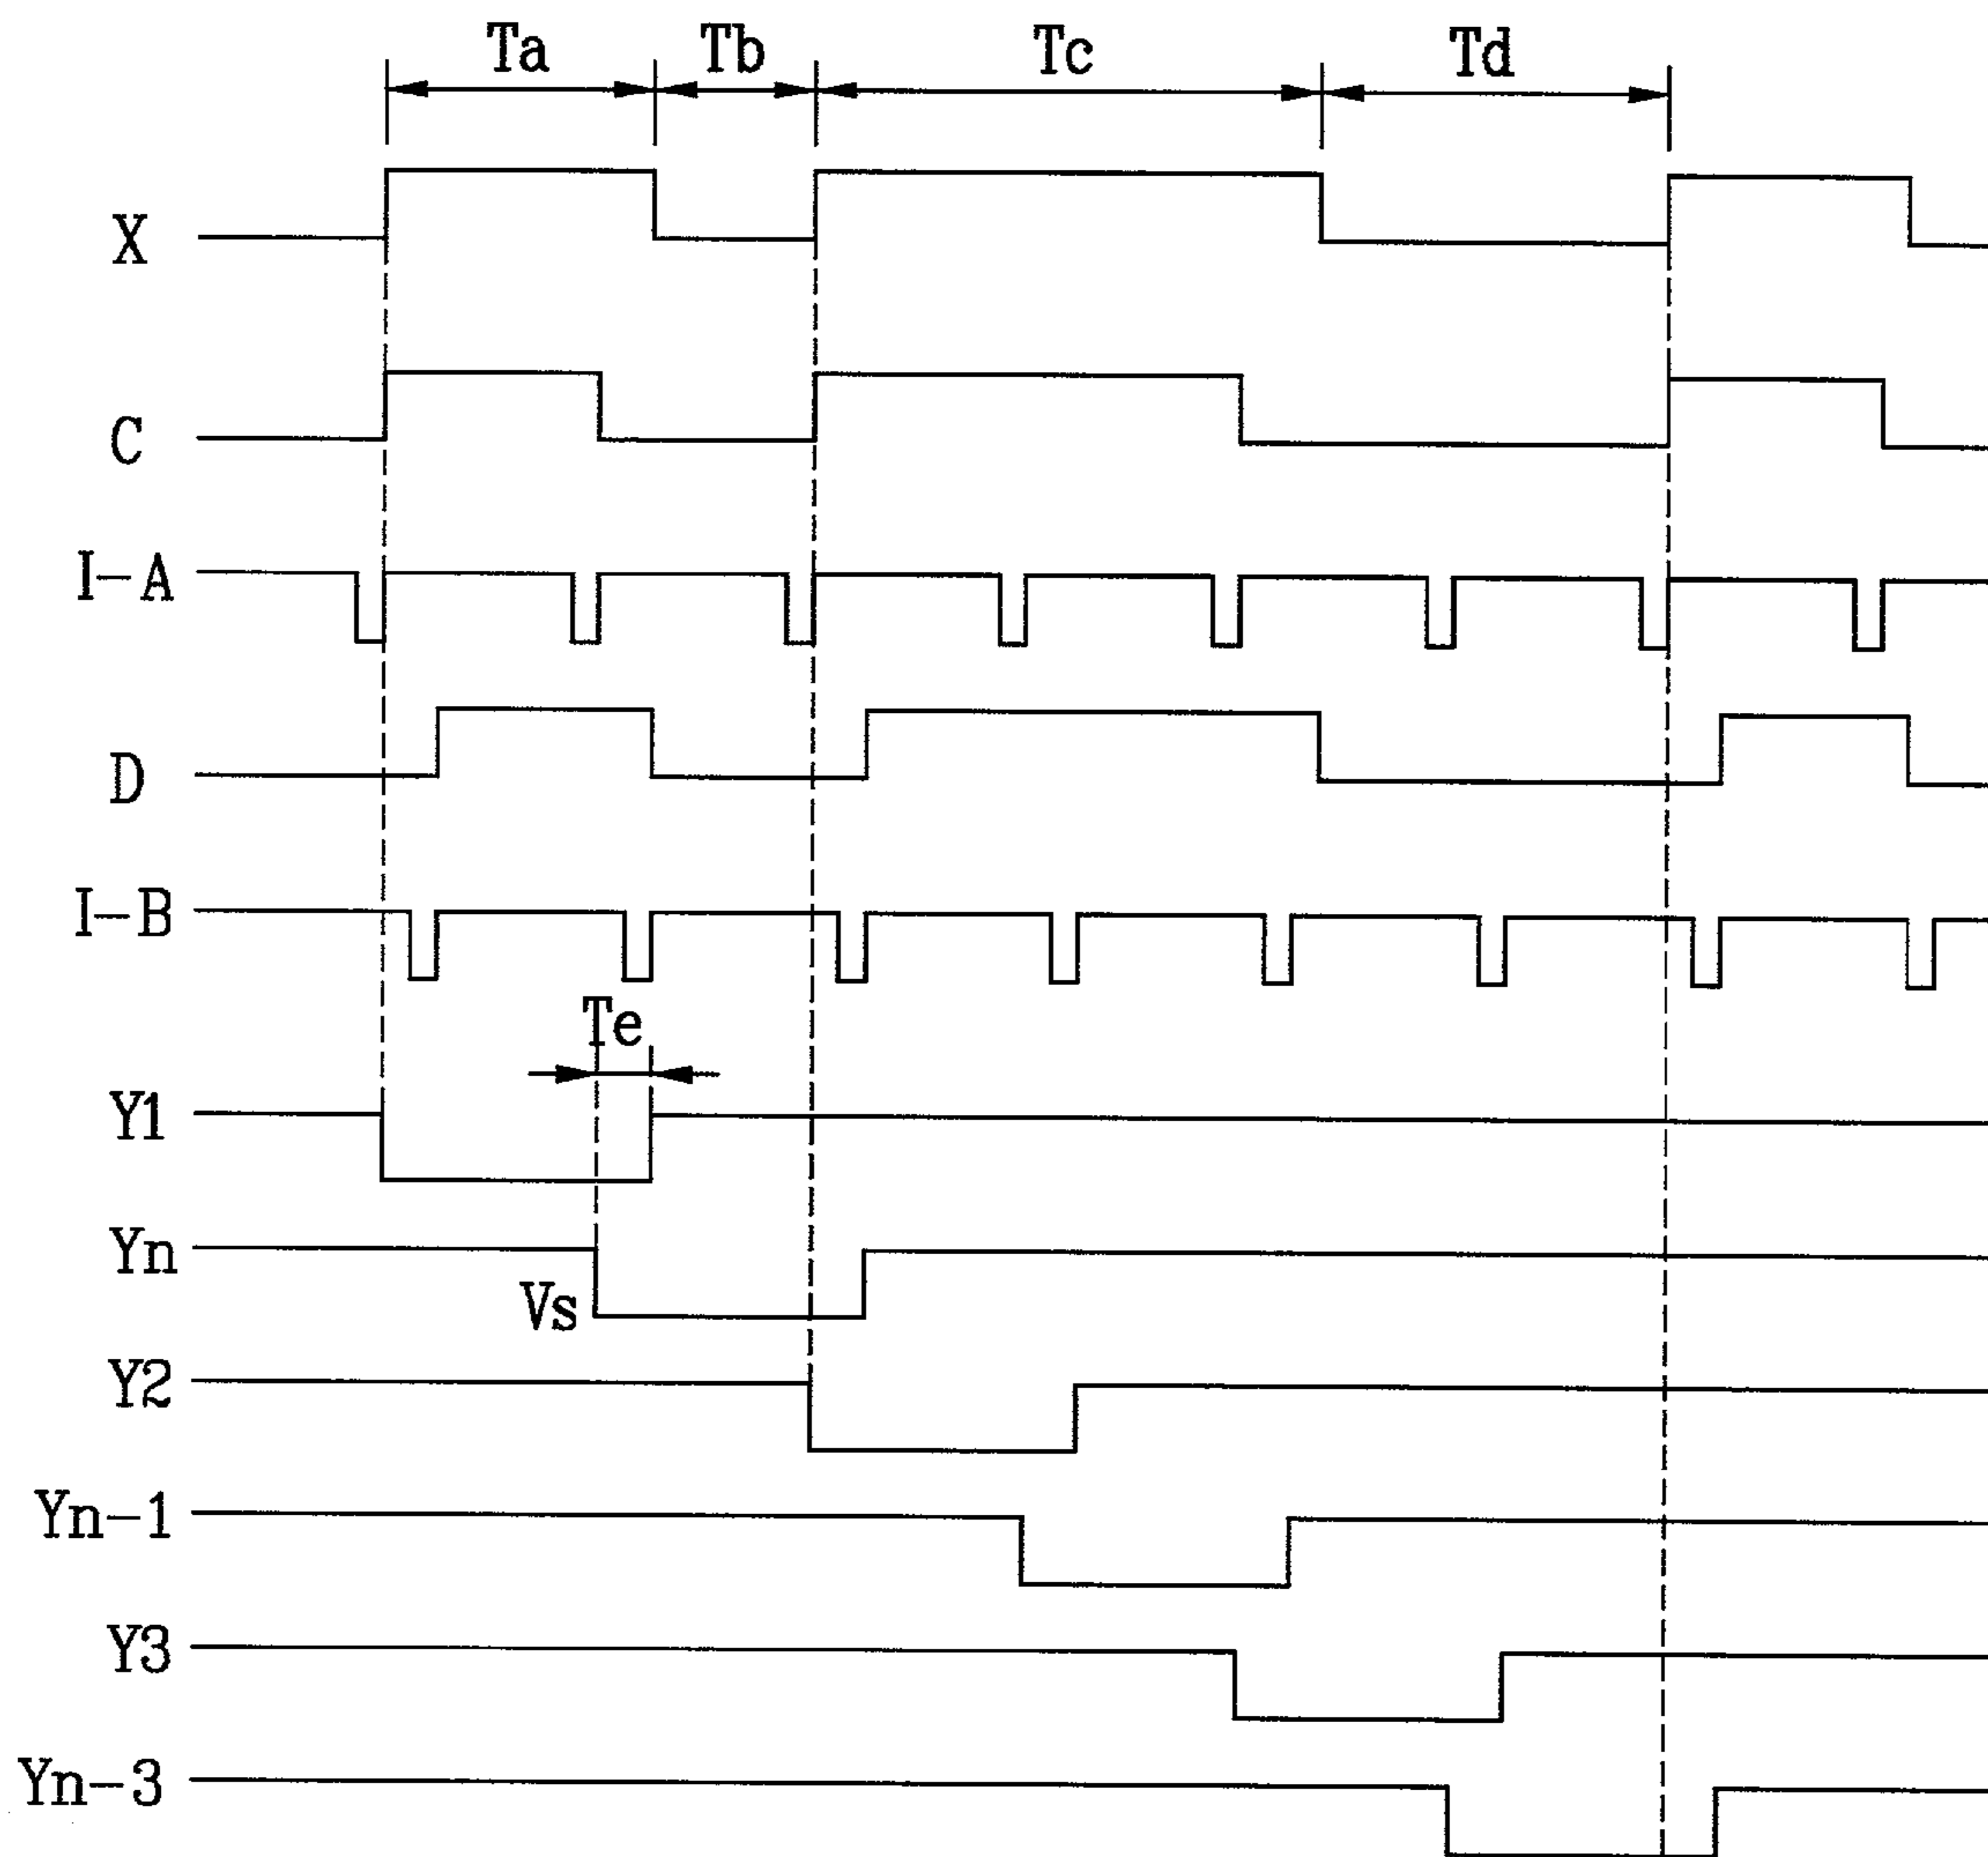 Ta Tb Tc Td
X
C
I-A
D
I-B
Te
Y1
Yn
Vs
Y2
Yn-1
Y3
Yn-3